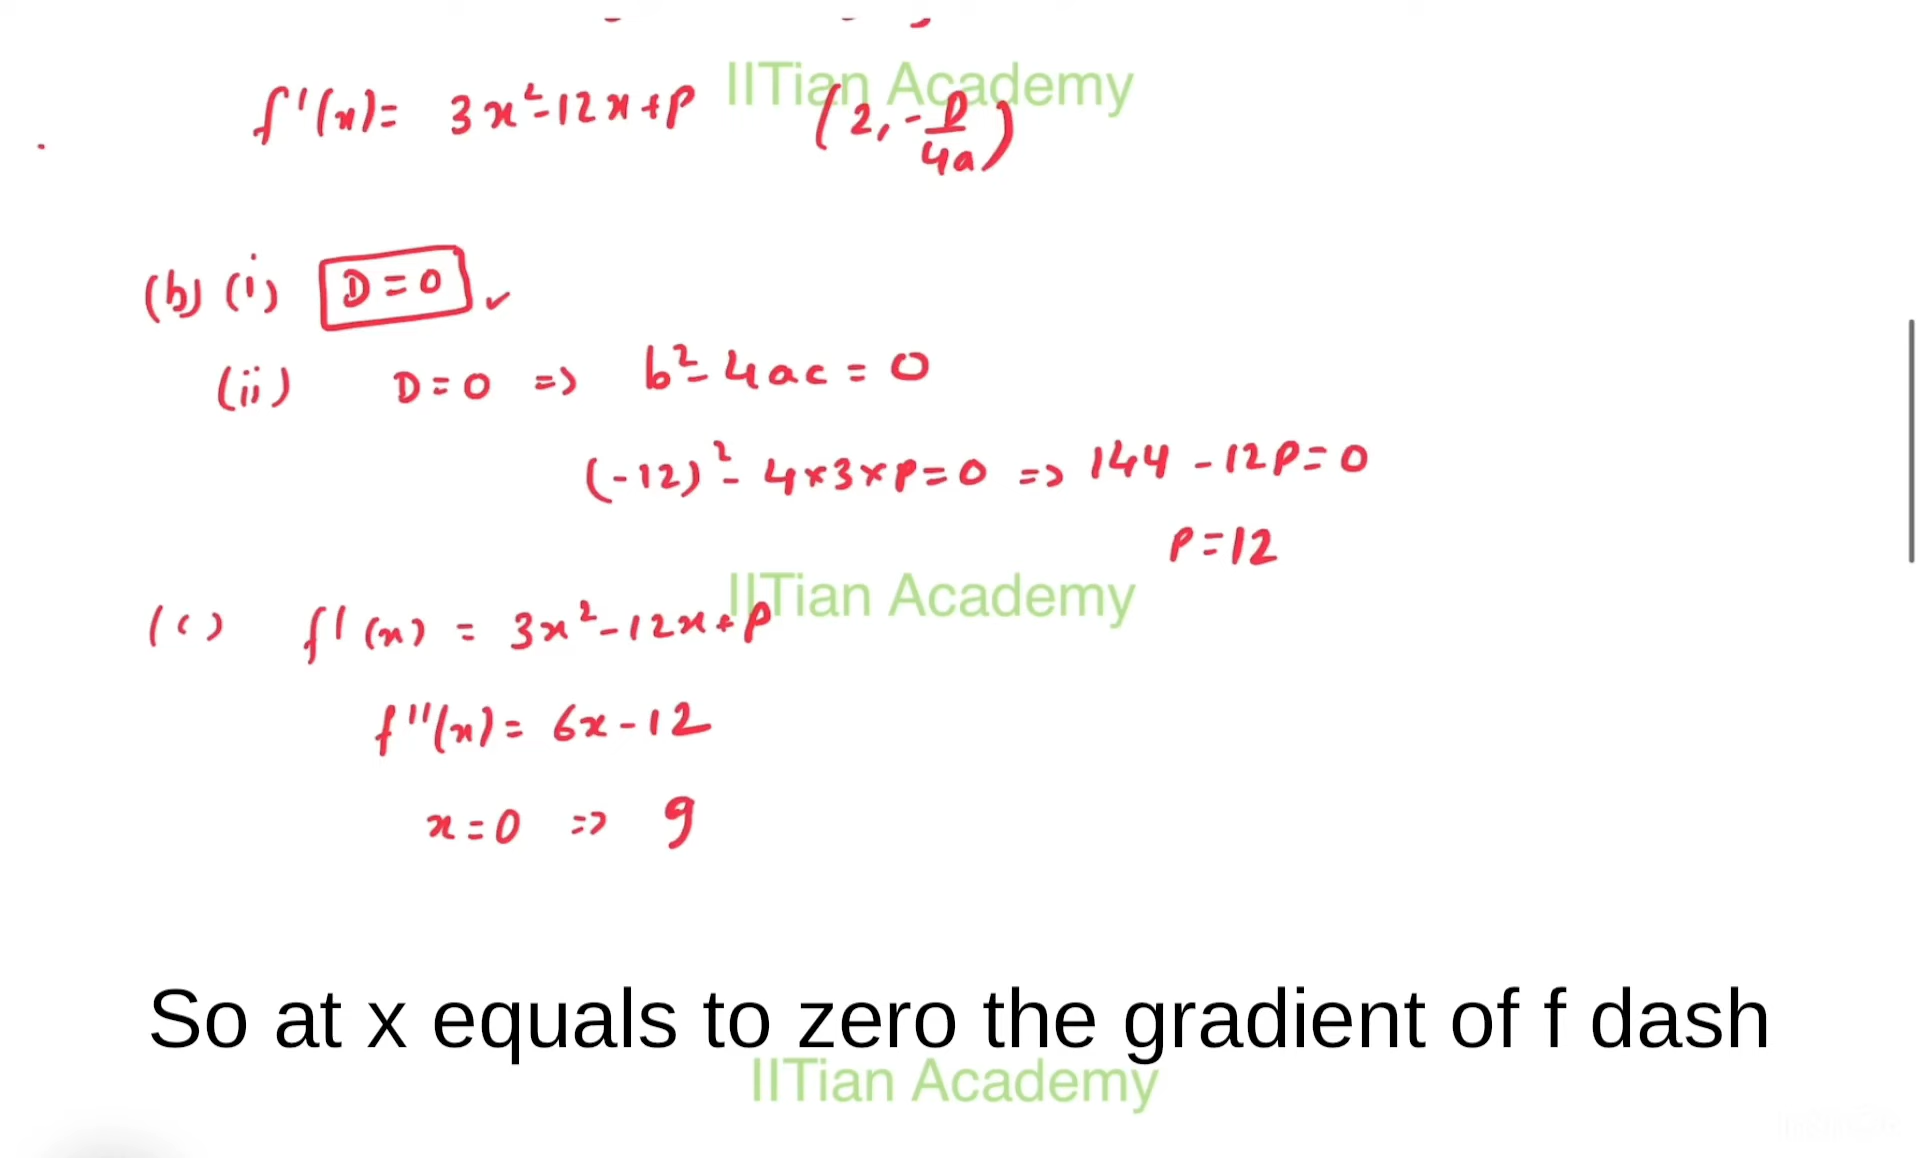 IITian Academy
f'(x)= 3x²-12x+p (2, -D/4a)
(b) (i) D=0 ✓
(ii) D=0 => b²-4ac=0
(-12)²-4×3×p=0 => 144-12p=0
p=12
IITian Academy
(c) f'(x) = 3x²-12x+p
f''(x)= 6x-12
x=0 => g
So at x equals to zero the gradient of f dash
IITian Academy